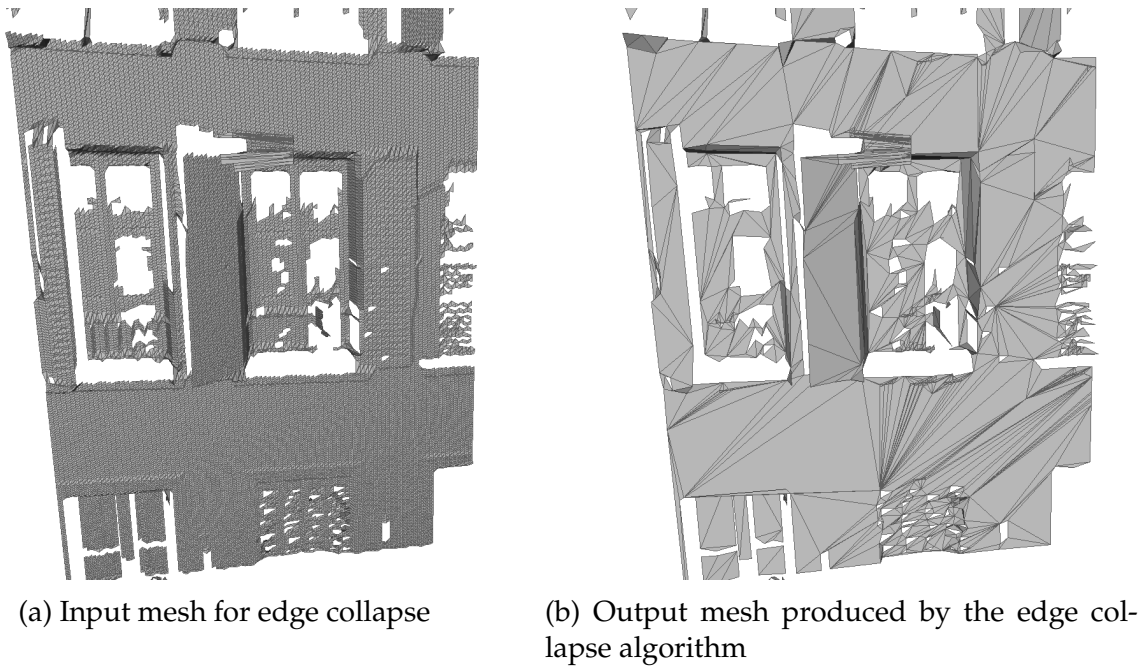 (a) Input mesh for edge collapse
(b) Output mesh produced by the edge col-
lapse algorithm